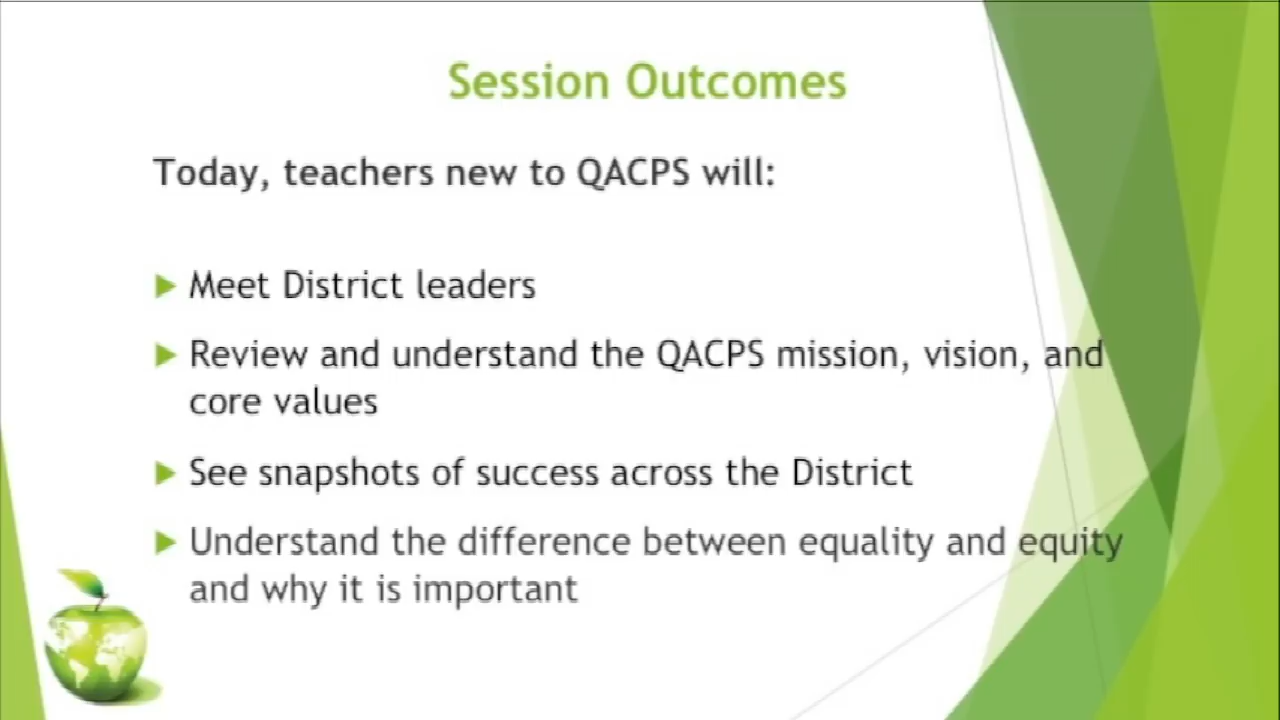 Session Outcomes
Today, teachers new to QACPS will:
Meet District leaders
Review and understand the QACPS mission, vision, and
core values
See snapshots of success across the District
Understand the difference between equality and equity
and why it is important